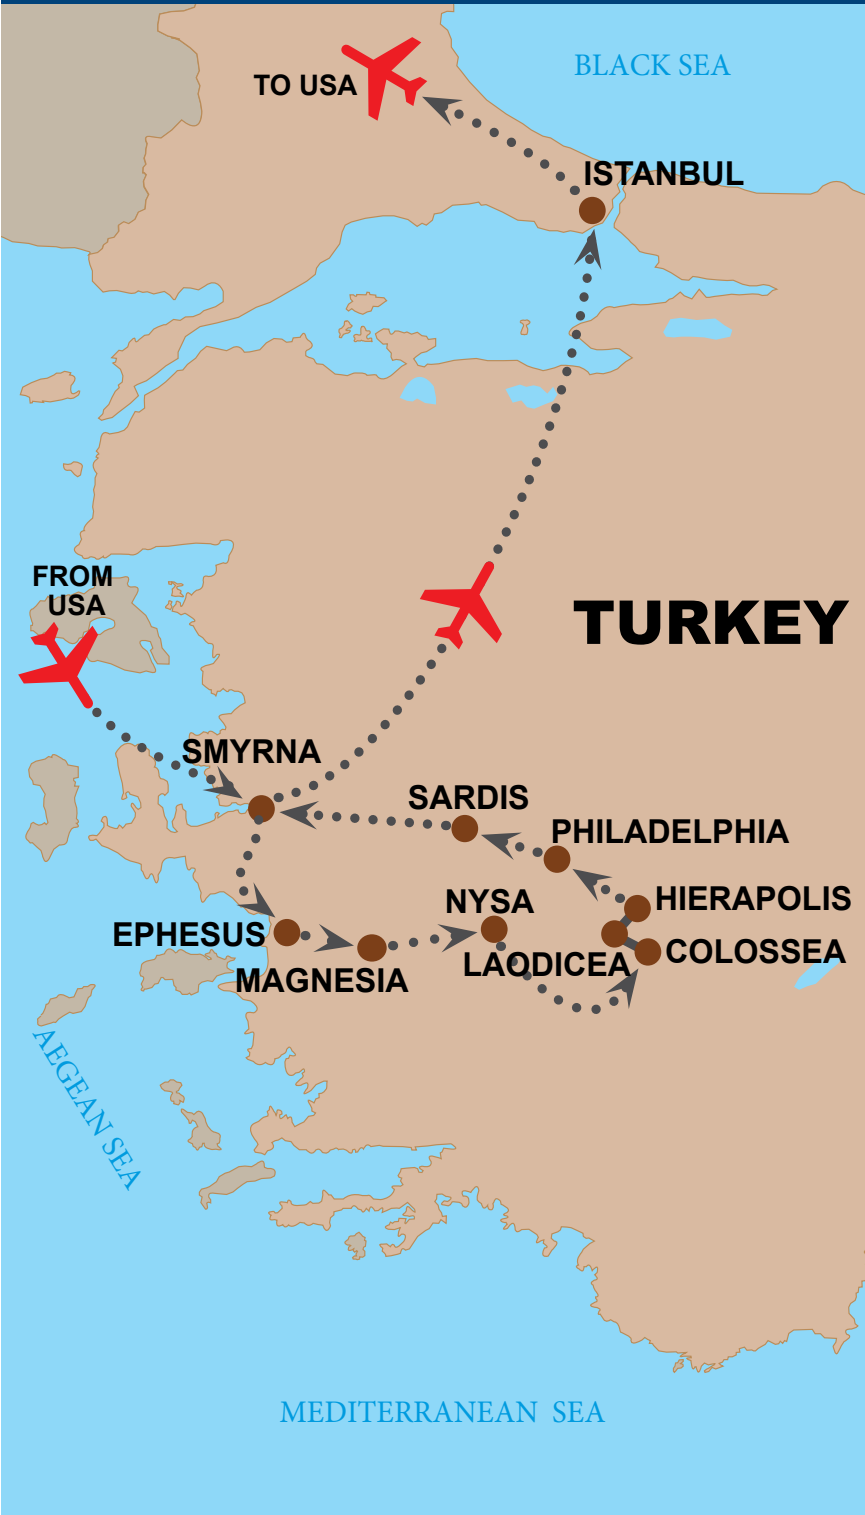 BLACK SEA
TO USA
ISTANBUL
FROM
USA
TURKEY
SMYRNA
SARDIS
PHILADELPHIA
HIERAPOLIS
NYSA
EPHESUS
LAODICEA
COLOSSEA
MAGNESIA
AEGEAN SEA
MEDITERRANEAN SEA